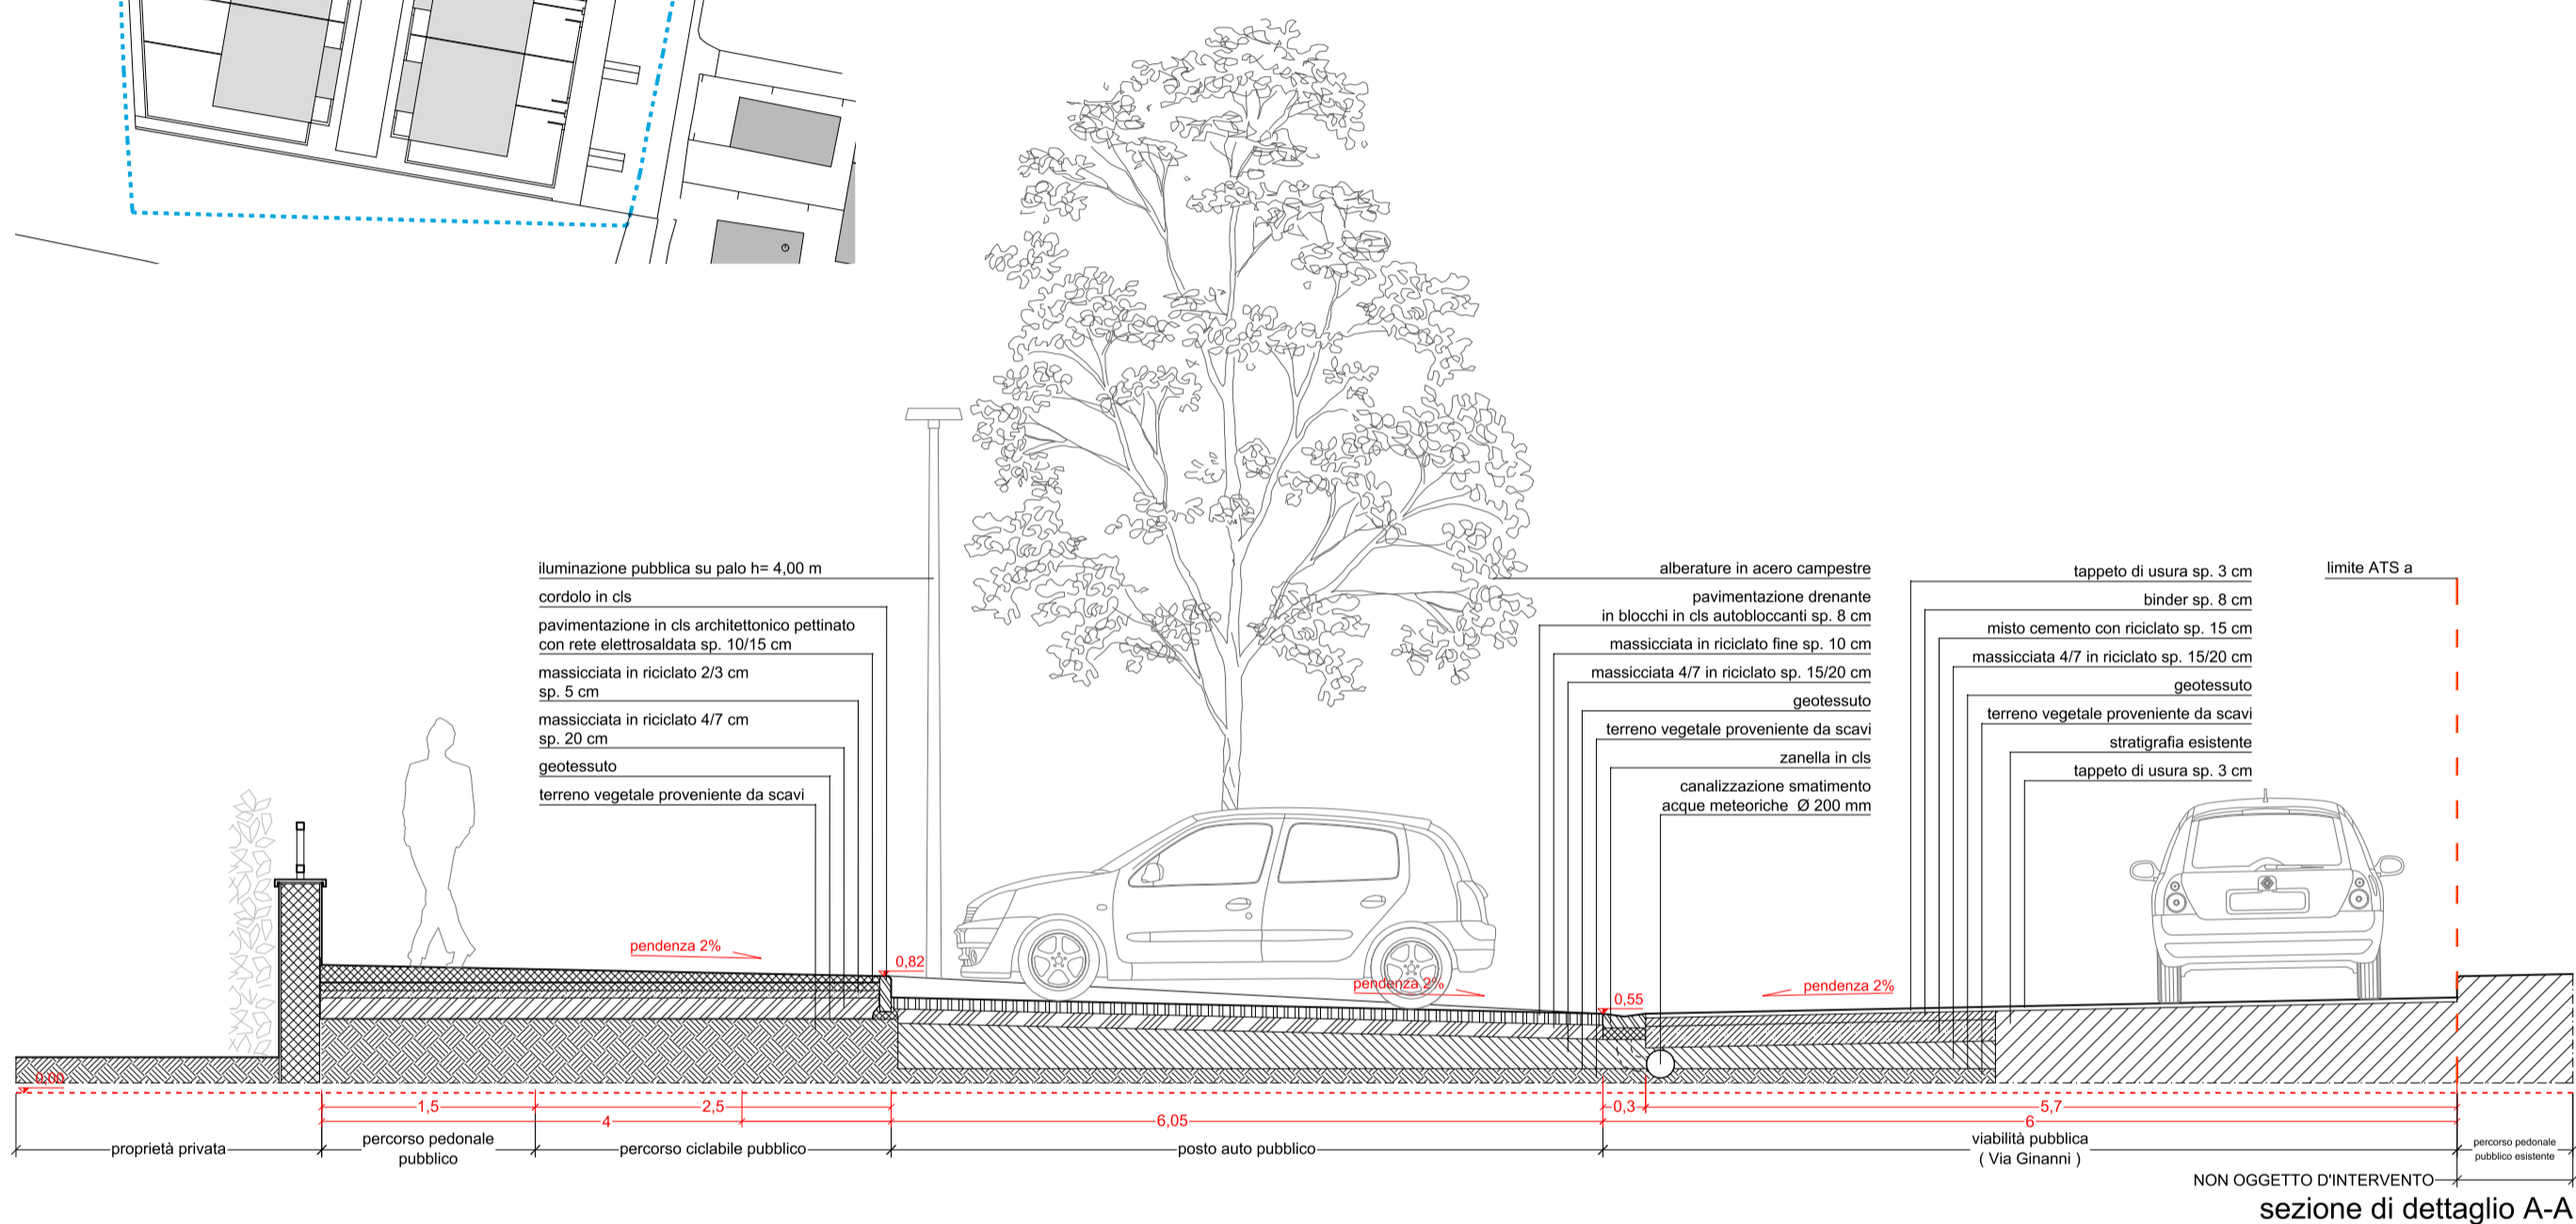 iluminazione pubblica su palo h= 4,00 m
cordolo in cls
pavimentazione in cls architettonico pettinato
con rete elettrosaldata sp. 10/15 cm
massicciata in riciclato 2/3 cm
sp. 5 cm
massicciata in riciclato 4/7 cm
sp. 20 cm
geotessuto
terreno vegetale proveniente da scavi
alberature in acero campestre
pavimentazione drenante
in blocchi in cls autobloccanti sp. 8 cm
massicciata in riciclato fine sp. 10 cm
massicciata 4/7 in riciclato sp. 15/20 cm
geotessuto
terreno vegetale proveniente da scavi
zanella in cls
canalizzazione smatimento
acque meteoriche Ø 200 mm
tappeto di usura sp. 3 cm
binder sp. 8 cm
misto cemento con riciclato sp. 15 cm
massicciata 4/7 in riciclato sp. 15/20 cm
geotessuto
terreno vegetale proveniente da scavi
stratigrafia esistente
tappeto di usura sp. 3 cm
limite ATS a
pendenza 2%
0,82
pendenza 2%
0,55
pendenza 2%
0,00
1,5
2,5
0,3
5,7
4
6,05
6
proprietà privata
percorso pedonale
pubblico
percorso ciclabile pubblico
posto auto pubblico
viabilità pubblica
( Via Ginanni )
percorso pedonale
pubblico esistente
NON OGGETTO D'INTERVENTO
sezione di dettaglio A-A